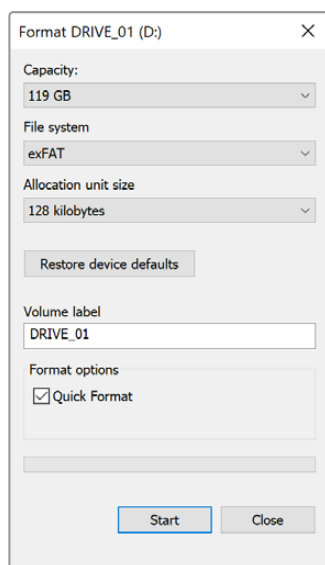 Format DRIVE_01 (D:)
Capacity:
119 GB
File system
exFAT
Allocation unit size
128 kilobytes
Restore device defaults
Volume label
DRIVE_01
Format options
Quick Format
Start Close